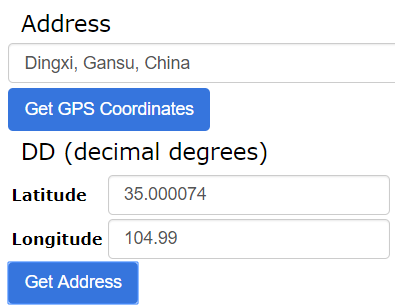 Address
Dingxi, Gansu, China
Get GPS Coordinates
DD (decimal degrees)
Latitude 35.000074
Longitude 104.99
Get Address